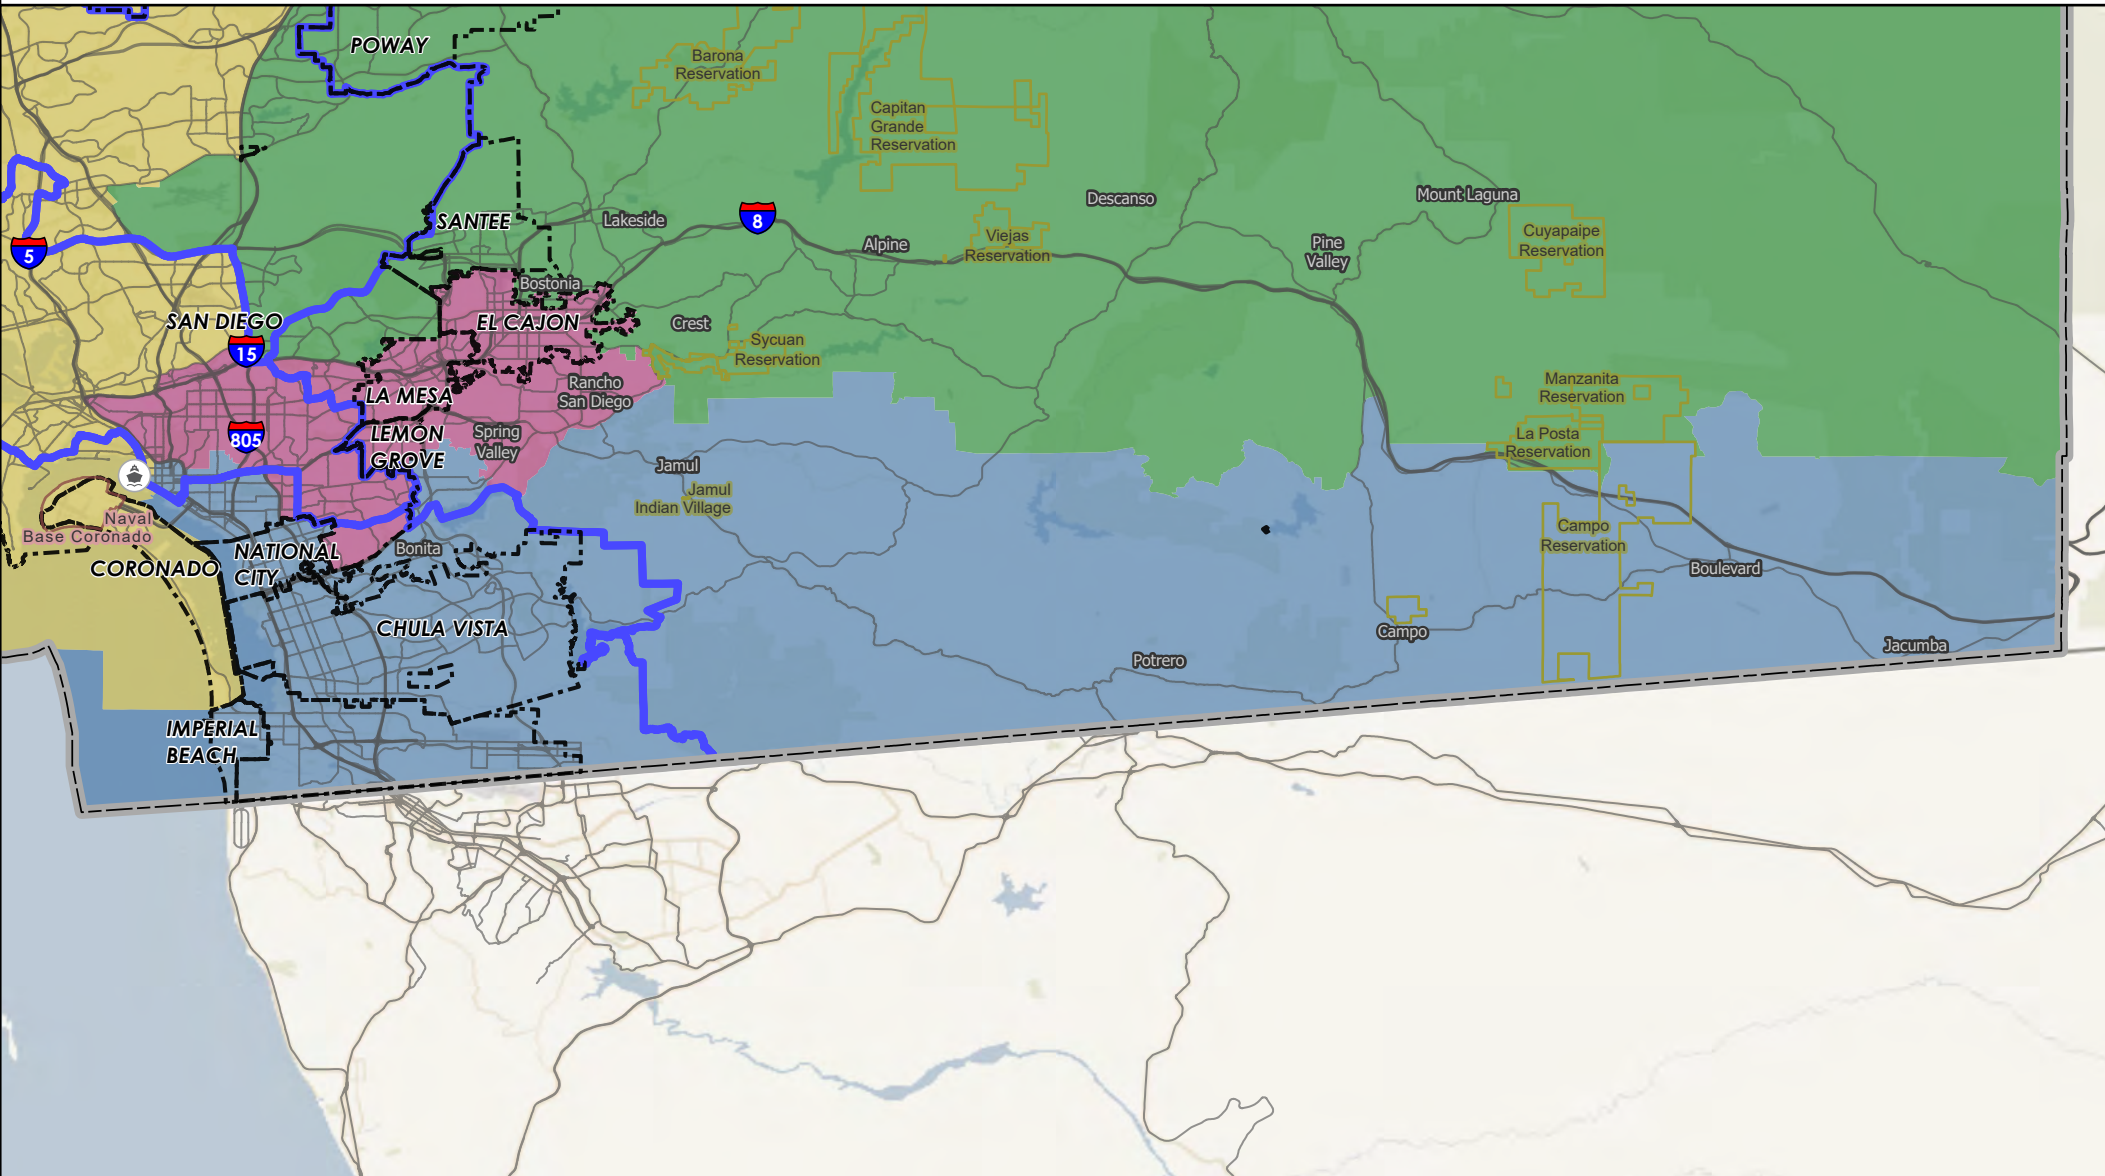 POWAY
Barona
Reservation
Capitan
Grande
Reservation
Descanso
Mount Laguna
SANTEE
Lakeside
8
Alpine
Viejas
Reservation
Pine
Valley
Cuyapaipe
Reservation
5
Bostonia
SAN DIEGO
EL CAJON
Crest
15
Sycuan
Reservation
LA MESA
Rancho
San Diego
Manzanita
Reservation
805
LEMON
GROVE
Spring
Valley
La Posta
Reservation
Jamul
Jamul
Indian Village
Naval
Base Coronado
Campo
Reservation
NATIONAL
CITY
Bonita
CORONADO
Boulevard
CHULA VISTA
Campo
Jacumba
Potrero
IMPERIAL
BEACH